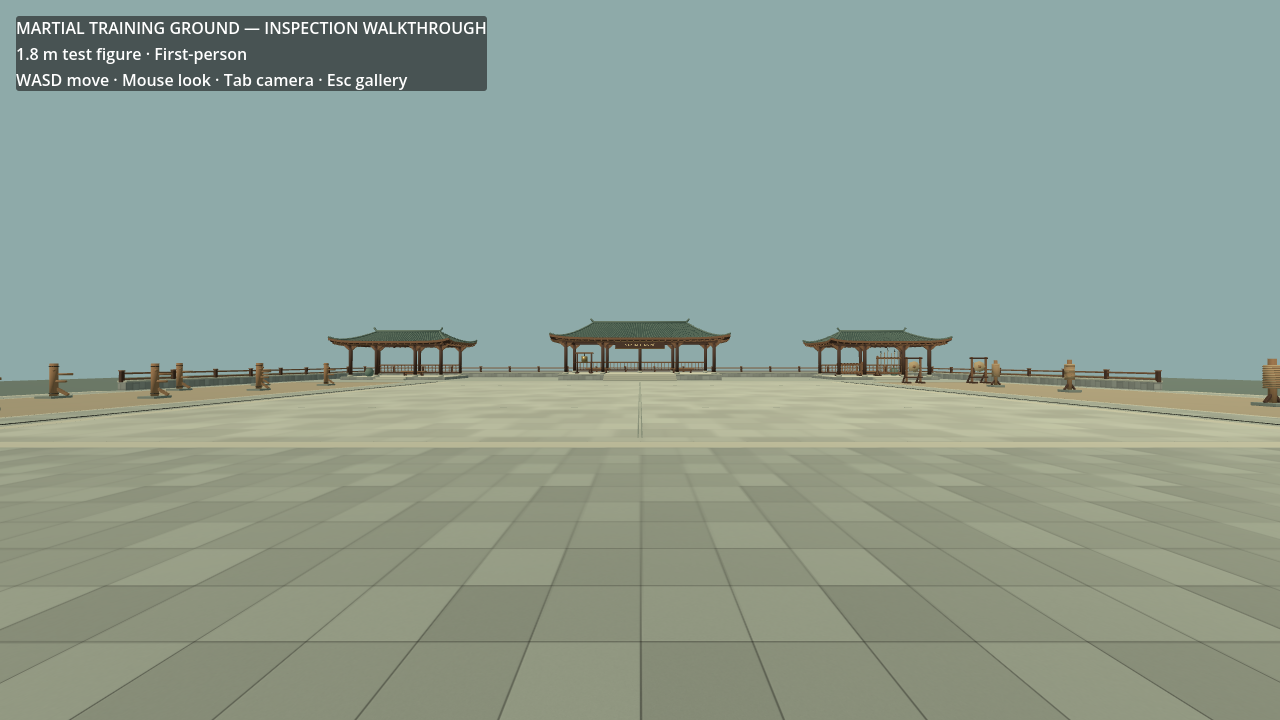 MARTIAL TRAINING GROUND — INSPECTION WALKTHROUGH
1.8 m test figure · First-person
WASD move · Mouse look · Tab camera · Esc gallery